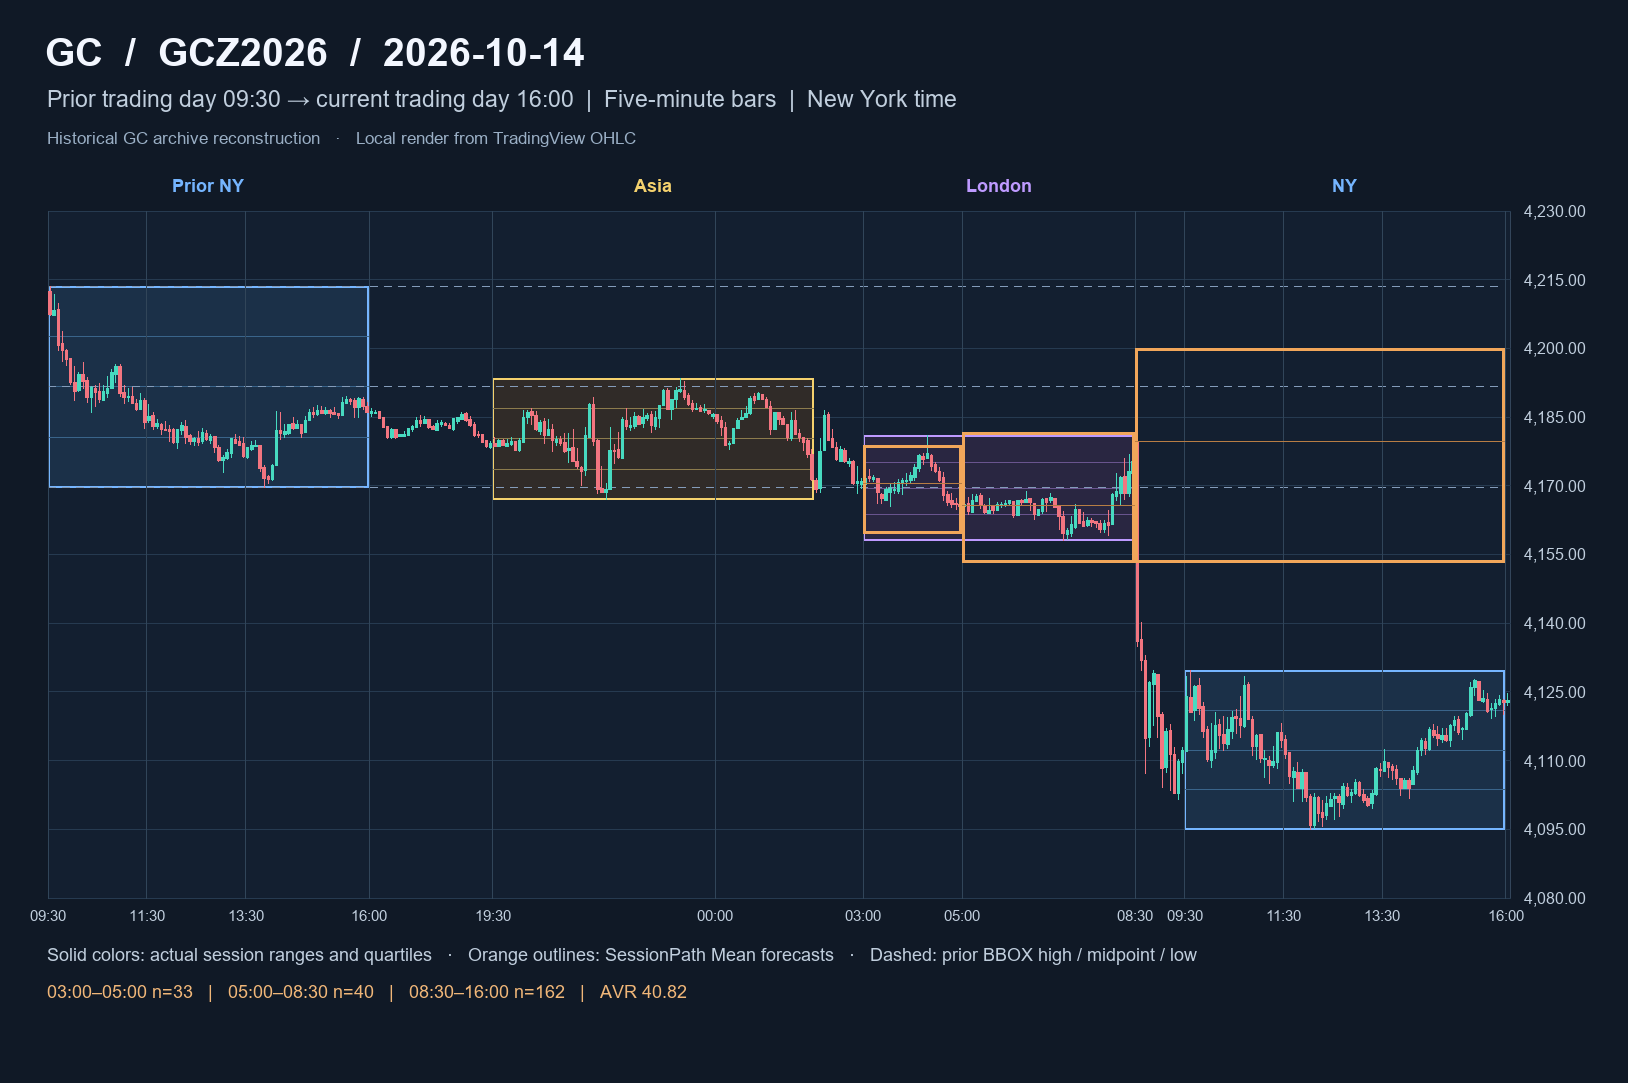 GC / GCZ2026 / 2026-10-14
Prior trading day 09:30 → current trading day 16:00 | Five-minute bars | New York time
Historical GC archive reconstruction · Local render from TradingView OHLC
Prior NY Asia London NY
4,230.00
4,215.00
4,200.00
4,185.00
4,170.00
4,155.00
4,140.00
4,125.00
4,110.00
4,095.00
4,080.00
09:30 11:30 13:30 16:00 19:30 00:00 03:00 05:00 08:30 09:30 11:30 13:30 16:00
Solid colors: actual session ranges and quartiles · Orange outlines: SessionPath Mean forecasts · Dashed: prior BBOX high / midpoint / low
03:00–05:00 n=33 | 05:00–08:30 n=40 | 08:30–16:00 n=162 | AVR 40.82